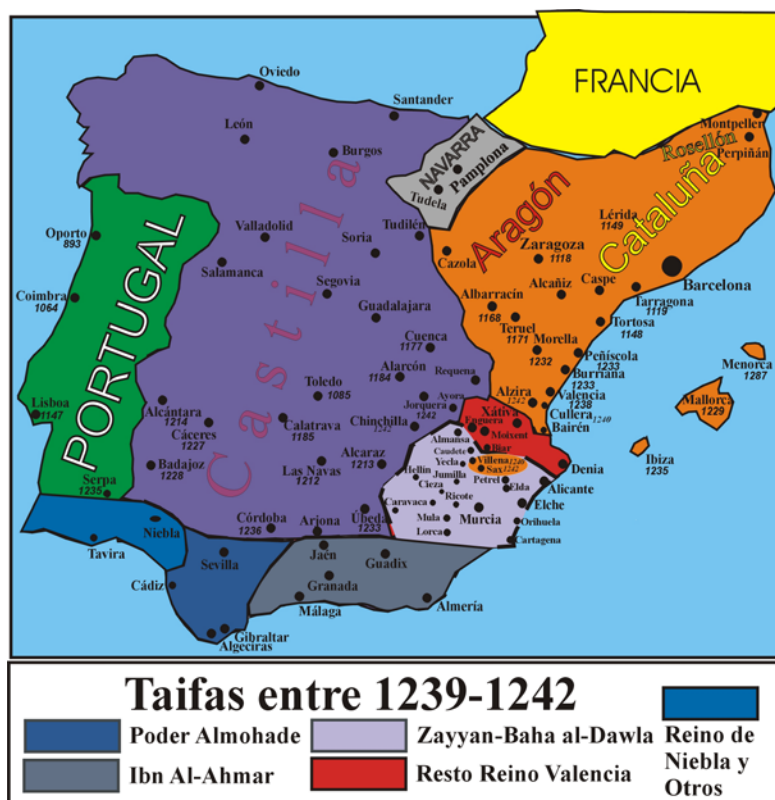 FRANCIA
Oviedo
Santander
León
Burgos
NAVARRA
Pamplona
Tudela
Montpeller
Rosellón
Perpiñán
PORTUGAL
Castilla
Aragón
Cataluña
Oporto
893
Valladolid
Tudilén
Soria
Salamanca
Cazola
Lérida
1149
Zaragoza
1118
Coimbra
1064
Segovia
Guadalajara
Albarracín
1168
Alcañiz
Caspe
Barcelona
Tarragona
1119
Teruel
1171
Tortosa
1148
Cuenca
1177
Morella
1232
Peñíscola
1233
Menorca
1287
Alarcón
1184
Requena
Burriana
1233
Toledo
1085
Alzira
1242
Valencia
1238
Mallorca
1229
Lisboa
1147
Alcántara
1214
Jorquera
1242
Ayora
Cullera
1240
Calatrava
1185
Chinchilla
1242
Xátiva
Bairén
Cáceres
1227
Enguera
Moixent
Almansa
Biar
Caudete
Badajoz
1228
Las Navas
1212
Alcaraz
1213
Yecla
Villena 1240
Sax 1242
Denia
Ibiza
1235
Hellín
Jumilla
Petrel
Alicante
Serpa
1235
Cieza
Elda
Caravaca
Ricote
Elche
Córdoba
1236
Arjona
Úbeda
1233
Mula
Murcia
Orihuela
Lorca
Cartagena
Niebla
Tavira
Sevilla
Jaén
Guadix
Cádiz
Granada
Málaga
Almería
Gibraltar
Algeciras
Taifas entre 1239-1242
Poder Almohade
Zayyan-Baha al-Dawla
Reino de
Niebla y
Otros
Ibn Al-Ahmar
Resto Reino Valencia